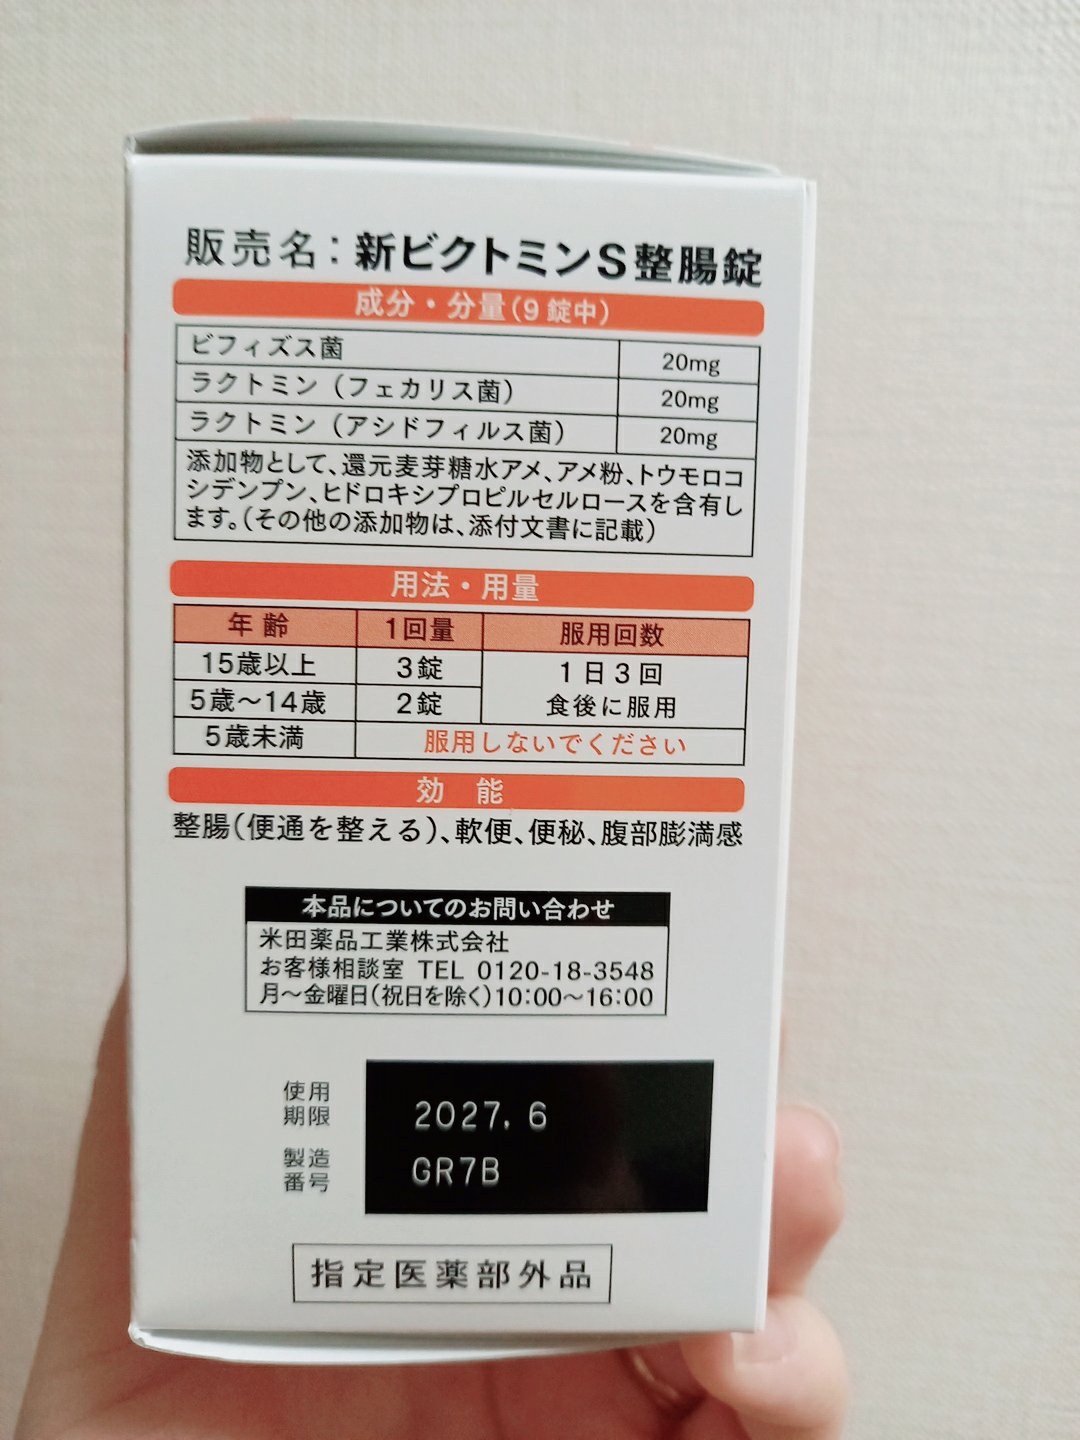 販売名：新ビクトミンS整腸錠
成分・分量(9錠中)
ビフィズス菌 20mg
ラクトミン（フェカリス菌） 20mg
ラクトミン（アシドフィルス菌） 20mg
添加物として、還元麦芽糖水アメ、アメ粉、トウモロコ
シデンプン、ヒドロキシプロピルセルロースを含有し
ます。（その他の添加物は、添付文書に記載）
用法・用量
年齢 1回量 服用回数
15歳以上 3錠 1日3回
5歳～14歳 2錠 食後に服用
5歳未満 服用しないでください
効能
整腸（便通を整える）、軟便、便秘、腹部膨満感
本品についてのお問い合わせ
米田薬品工業株式会社
お客様相談室 TEL 0120-18-3548
月～金曜日（祝日を除く）10：00～16：00
使用
期限
2027. 6
製造
番号
GR7B
指定医薬部外品